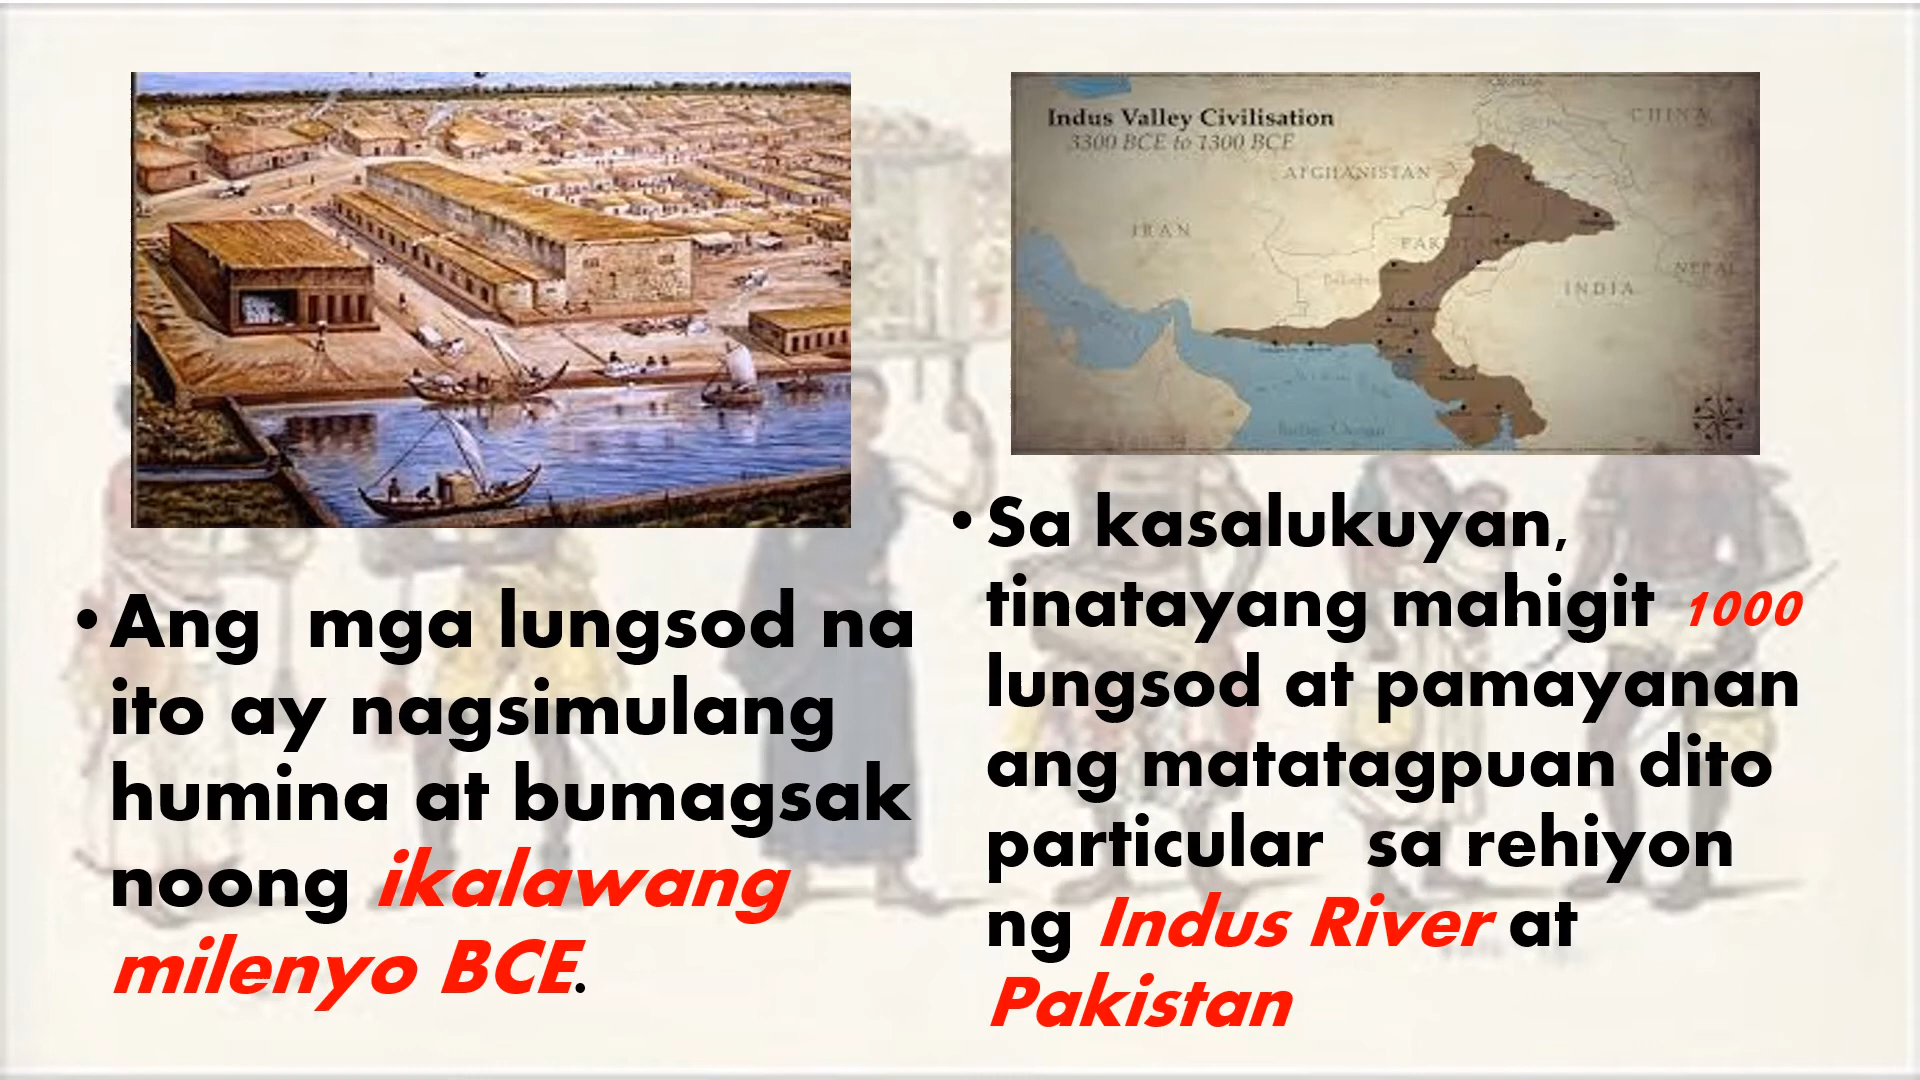 Indus Valley Civilisation
3300 BCE to 1300 BCE
CHINA
AFGHANISTAN
IRAN
PAKISTAN
NEPAL
INDIA
• Ang mga lungsod na
ito ay nagsimulang
humina at bumagsak
noong ikalawang
milenyo BCE.
• Sa kasalukuyan,
tinatayang mahigit 1000
lungsod at pamayanan
ang matatagpuan dito
particular sa rehiyon
ng Indus River at
Pakistan